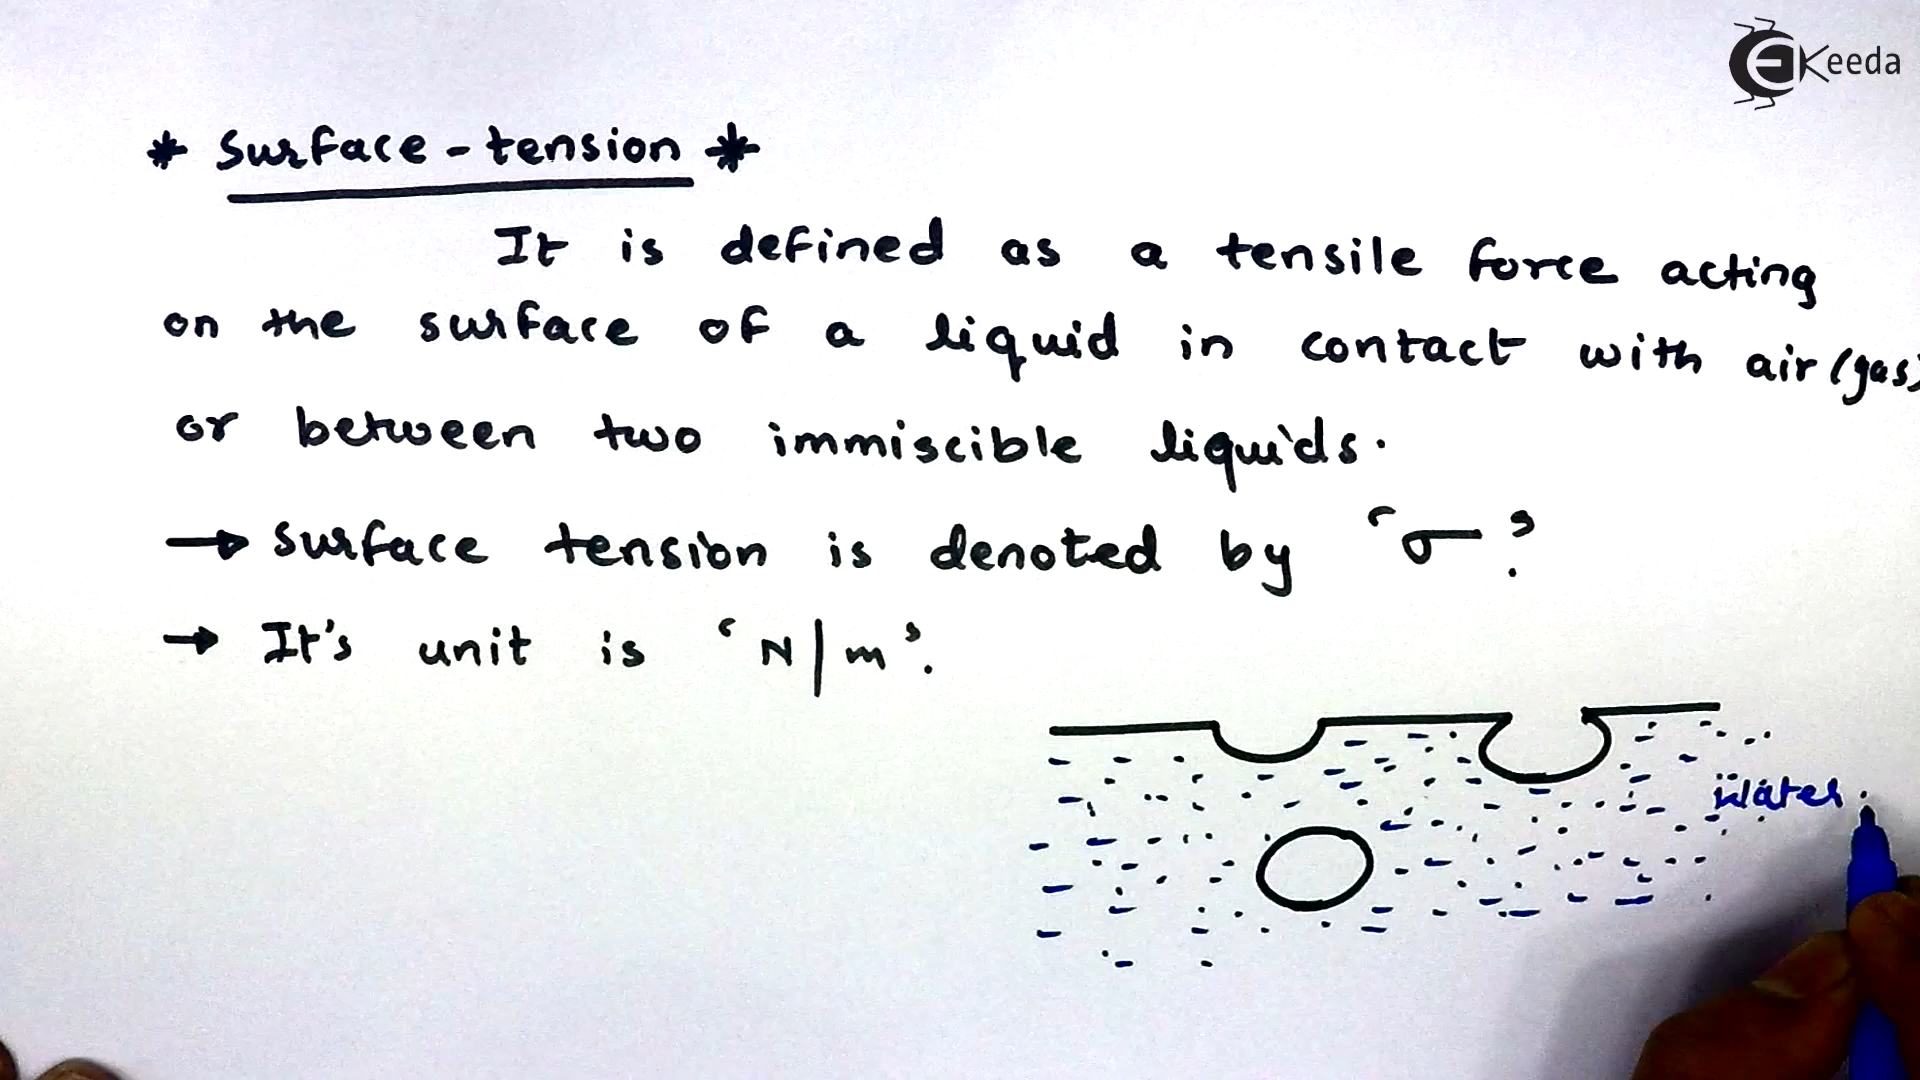 Keeda
* Surface-tension *
It is defined as a tensile force acting
on the surface of a liquid in contact with air (gas)
or between two immiscible liquids.
→ Surface tension is denoted by ‘σ’.
→ It's unit is ‘N/m’.
Water.